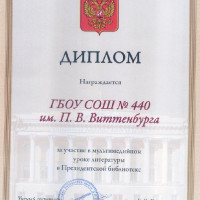 ДИПЛОМ
Награждается
ГБОУ СОШ № 440
им. П. В. Виттенбурга
за участие в мультимедийном
уроке литературы
в Президентской библиотеке